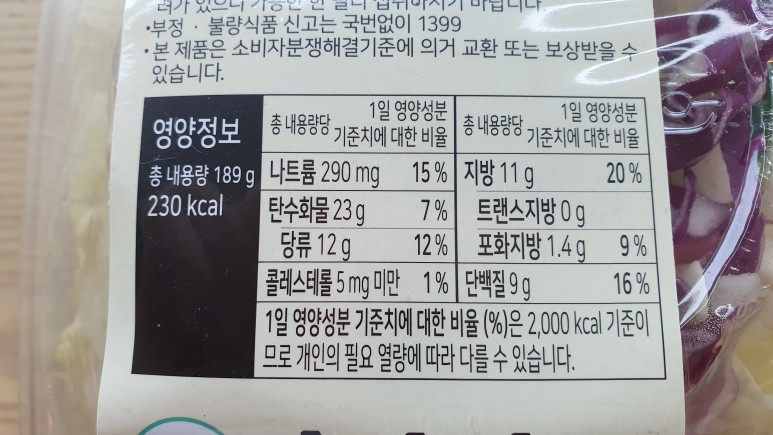 ·부정 · 불량식품 신고는 국번없이 1399
·본 제품은 소비자분쟁해결기준에 의거 교환 또는 보상받을 수
있습니다.
영양정보
총 내용량 189 g
230 kcal
총 내용량당 1일 영양성분 기준치에 대한 비율
총 내용량당 1일 영양성분 기준치에 대한 비율
나트륨 290 mg 15 % 지방 11 g 20 %
탄수화물 23 g 7 % 트랜스지방 0 g
당류 12 g 12 % 포화지방 1.4 g 9 %
콜레스테롤 5 mg 미만 1 % 단백질 9 g 16 %
1일 영양성분 기준치에 대한 비율 (%)은 2,000 kcal 기준이
므로 개인의 필요 열량에 따라 다를 수 있습니다.